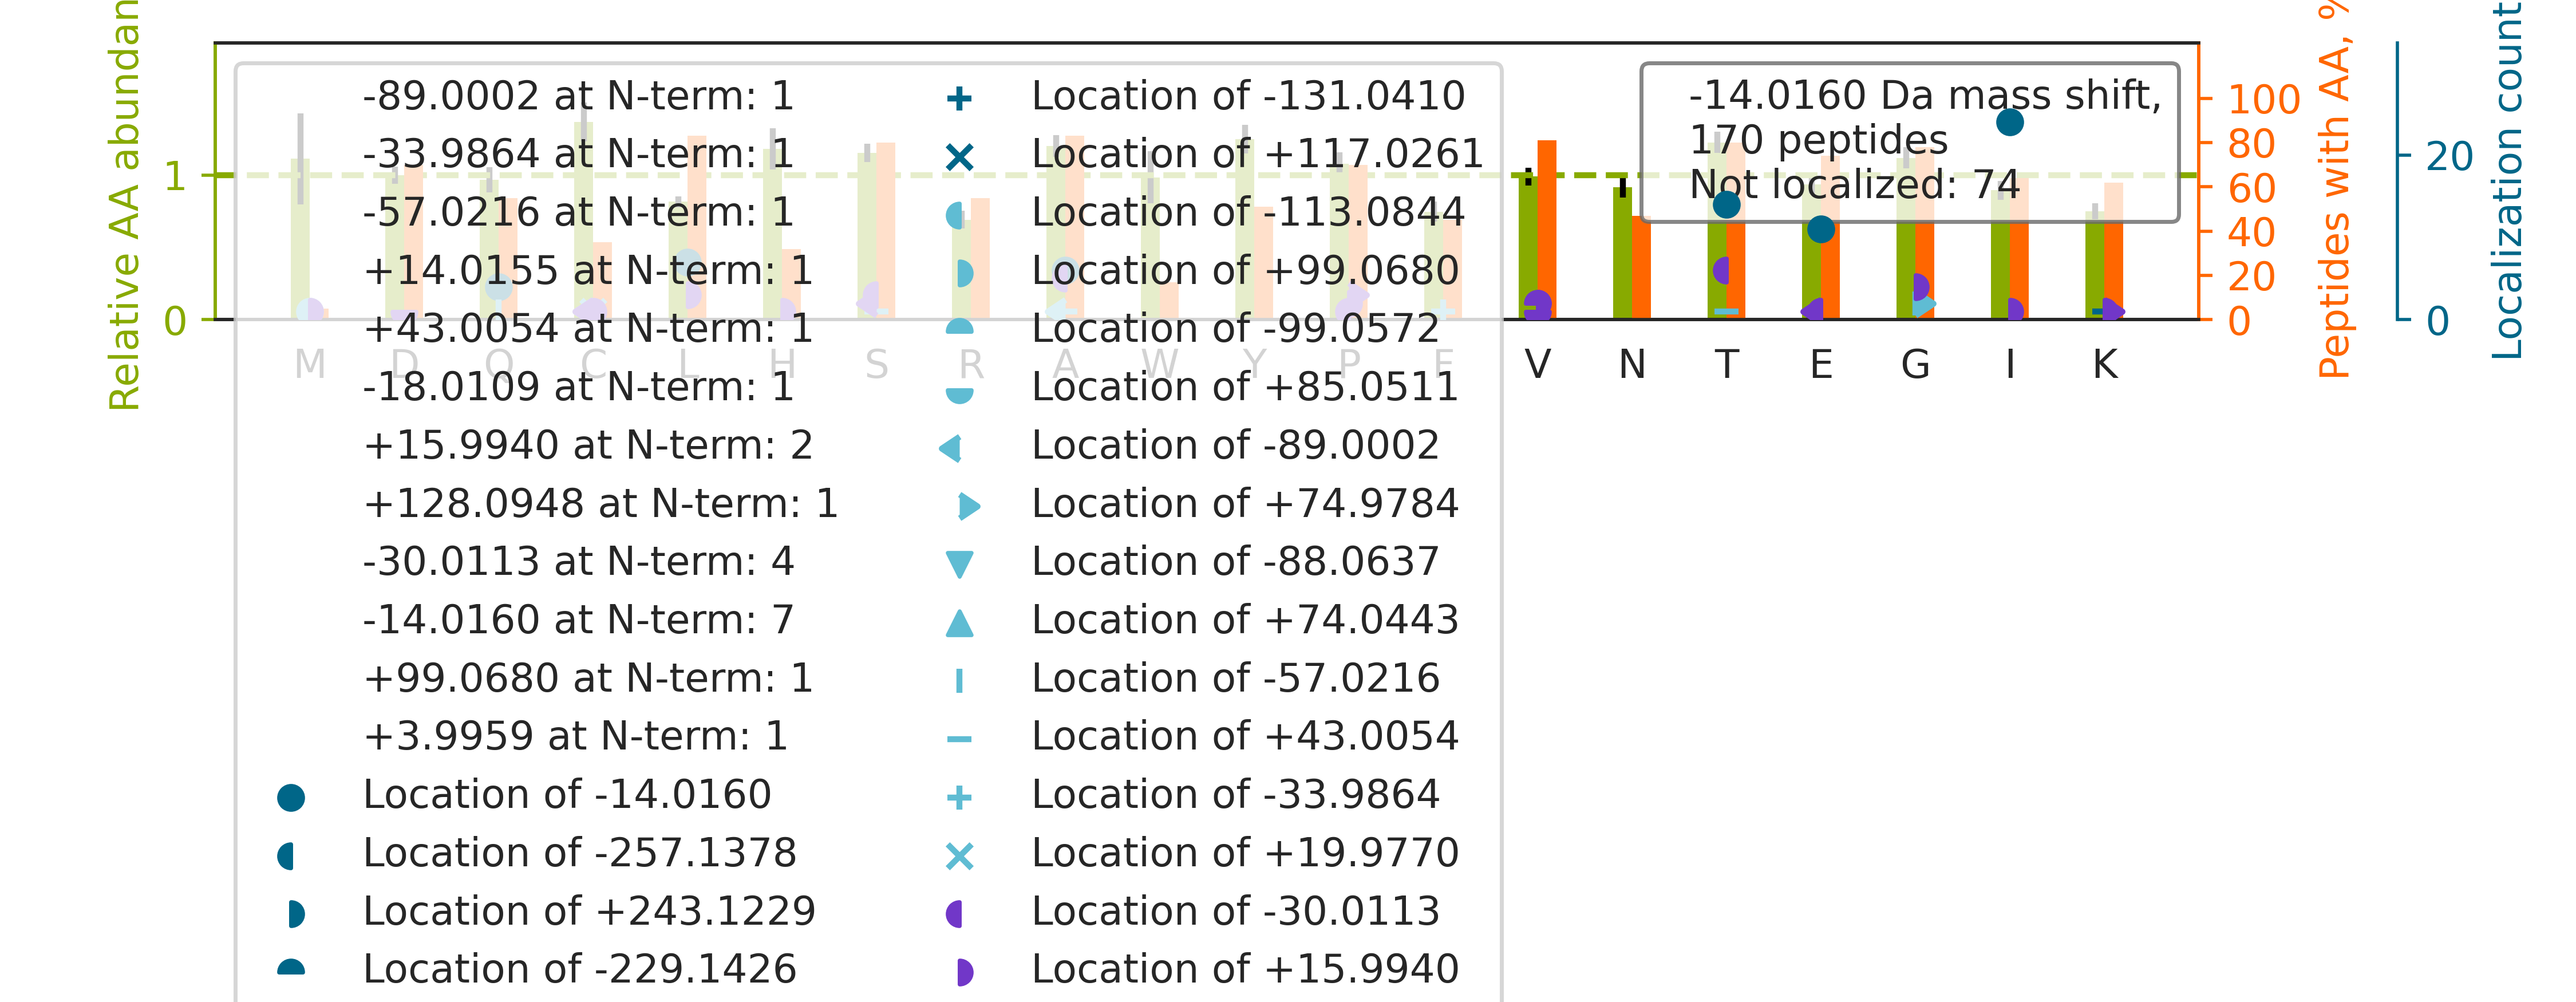 Relative AA abundan
1
0
-89.0002 at N-term: 1
-33.9864 at N-term: 1
-57.0216 at N-term: 1
+14.0155 at N-term: 1
+43.0054 at N-term: 1
-18.0109 at N-term: 1
+15.9940 at N-term: 2
+128.0948 at N-term: 1
-30.0113 at N-term: 4
-14.0160 at N-term: 7
+99.0680 at N-term: 1
+3.9959 at N-term: 1
Location of -14.0160
Location of -257.1378
Location of +243.1229
Location of -229.1426
Location of -131.0410
Location of +117.0261
Location of -113.0844
Location of +99.0680
Location of -99.0572
Location of +85.0511
Location of -89.0002
Location of +74.9784
Location of -88.0637
Location of +74.0443
Location of -57.0216
Location of +43.0054
Location of -33.9864
Location of +19.9770
Location of -30.0113
Location of +15.9940
-14.0160 Da mass shift,
170 peptides
Not localized: 74
M D Q C L H S R A W Y P F V N T E G I K
100
80
60
40
20
0
Peptides with AA, %
20
0
Localization count